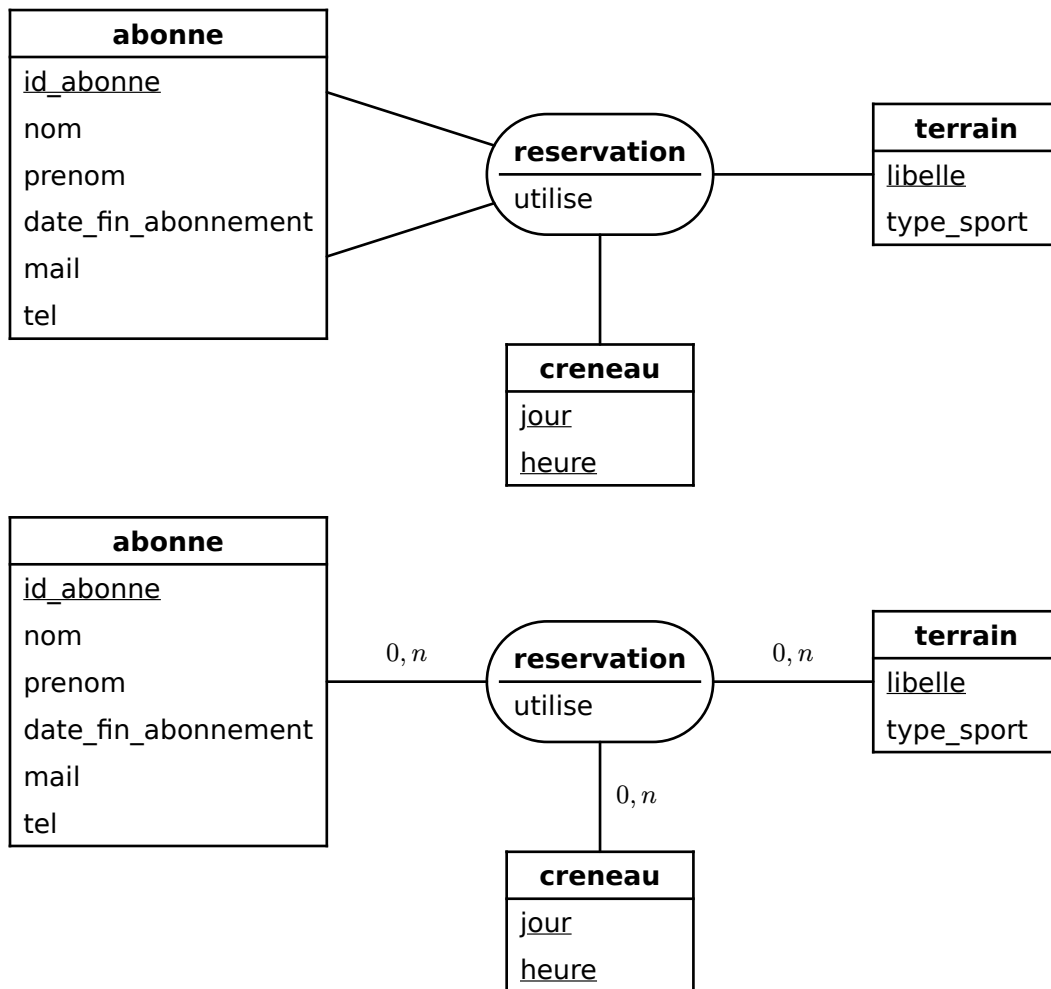 abonne
id_abonne
nom
prenom
date_fin_abonnement
mail
tel
reservation
utilise
terrain
libelle
type_sport
creneau
jour
heure
abonne
id_abonne
nom
prenom
date_fin_abonnement
mail
tel
0, n
reservation
utilise
0, n
terrain
libelle
type_sport
0, n
creneau
jour
heure